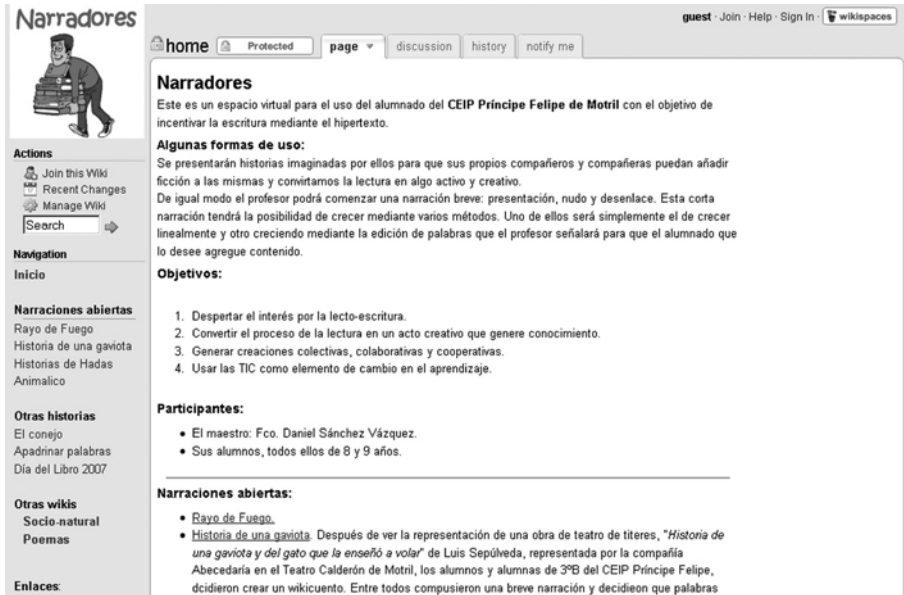 Narradores
guest · Join · Help · Sign In · wikispaces
home Protected page discussion history notify me
Actions
Join this Wiki
Recent Changes
Manage Wiki
Search
Navigation
Inicio
Narraciones abiertas
Rayo de Fuego
Historia de una gaviota
Historias de Hadas
Animalico
Otras historias
El conejo
Apadrinar palabras
Día del Libro 2007
Otras wikis
Socio-natural
Poemas
Enlaces:
Narradores
Este es un espacio virtual para el uso del alumnado del CEIP Príncipe Felipe de Motril con el objetivo de
incentivar la escritura mediante el hipertexto.
Algunas formas de uso:
Se presentarán historias imaginadas por ellos para que sus propios compañeros y compañeras puedan añadir
ficción a las mismas y convirtamos la lectura en algo activo y creativo.
De igual modo el profesor podrá comenzar una narración breve: presentación, nudo y desenlace. Esta corta
narración tendrá la posibilidad de crecer mediante varios métodos. Uno de ellos será simplemente el de crecer
linealmente y otro creciendo mediante la edición de palabras que el profesor señalará para que el alumnado que
lo desee agregue contenido.
Objetivos:
1. Despertar el interés por la lecto-escritura.
2. Convertir el proceso de la lectura en un acto creativo que genere conocimiento.
3. Generar creaciones colectivas, colaborativas y cooperativas.
4. Usar las TIC como elemento de cambio en el aprendizaje.
Participantes:
• El maestro: Fco. Daniel Sánchez Vázquez.
• Sus alumnos, todos ellos de 8 y 9 años.
Narraciones abiertas:
• Rayo de Fuego.
• Historia de una gaviota. Después de ver la representación de una obra de teatro de títeres, "Historia de
una gaviota y del gato que la enseñó a volar" de Luis Sepúlveda, representada por la compañía
Abecedaría en el Teatro Calderón de Motril, los alumnos y alumnas de 3ºB del CEIP Príncipe Felipe,
dcidieron crear un wikicuento. Entre todos compusieron una breve narración y decidieon que palabras